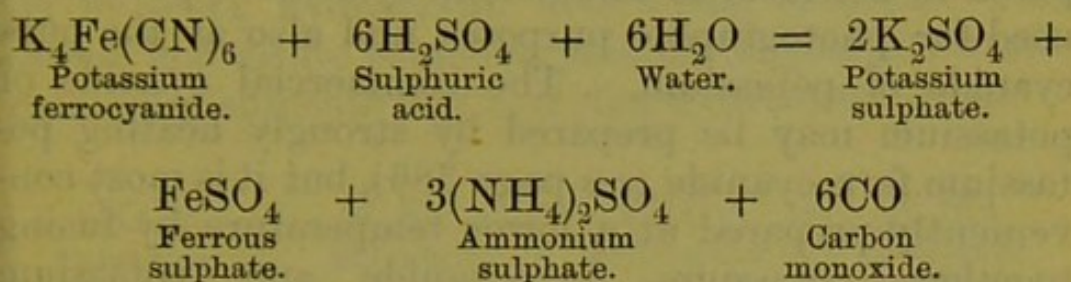 K₄Fe(CN)₆ + 6H₂SO₄ + 6H₂O = 2K₂SO₄ +
Potassium Sulphuric Water. Potassium
ferrocyanide. acid. sulphate.
FeSO₄ + 3(NH₄)₂SO₄ + 6CO
Ferrous Ammonium Carbon
sulphate. sulphate. monoxide.